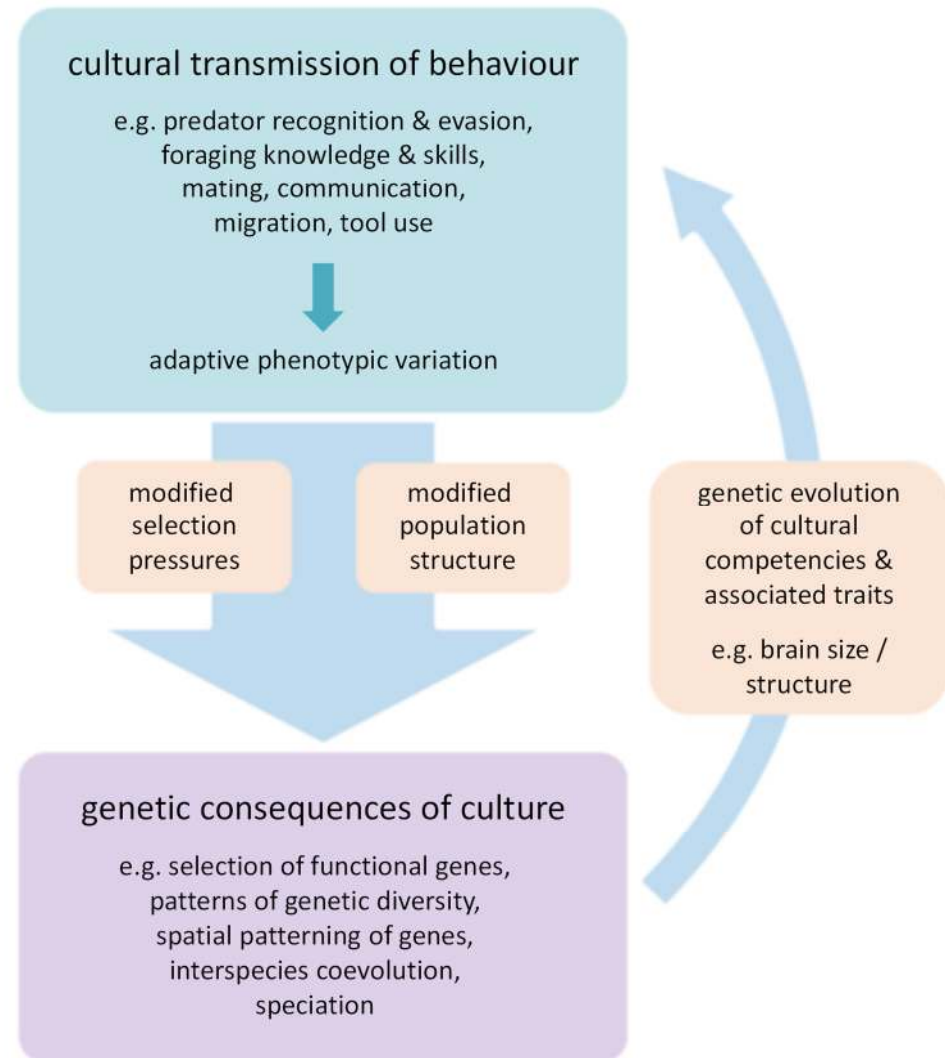 cultural transmission of behaviour
e.g. predator recognition & evasion,
foraging knowledge & skills,
mating, communication,
migration, tool use
adaptive phenotypic variation
modified
selection
pressures
modified
population
structure
genetic evolution
of cultural
competencies &
associated traits
e.g. brain size /
structure
genetic consequences of culture
e.g. selection of functional genes,
patterns of genetic diversity,
spatial patterning of genes,
interspecies coevolution,
speciation